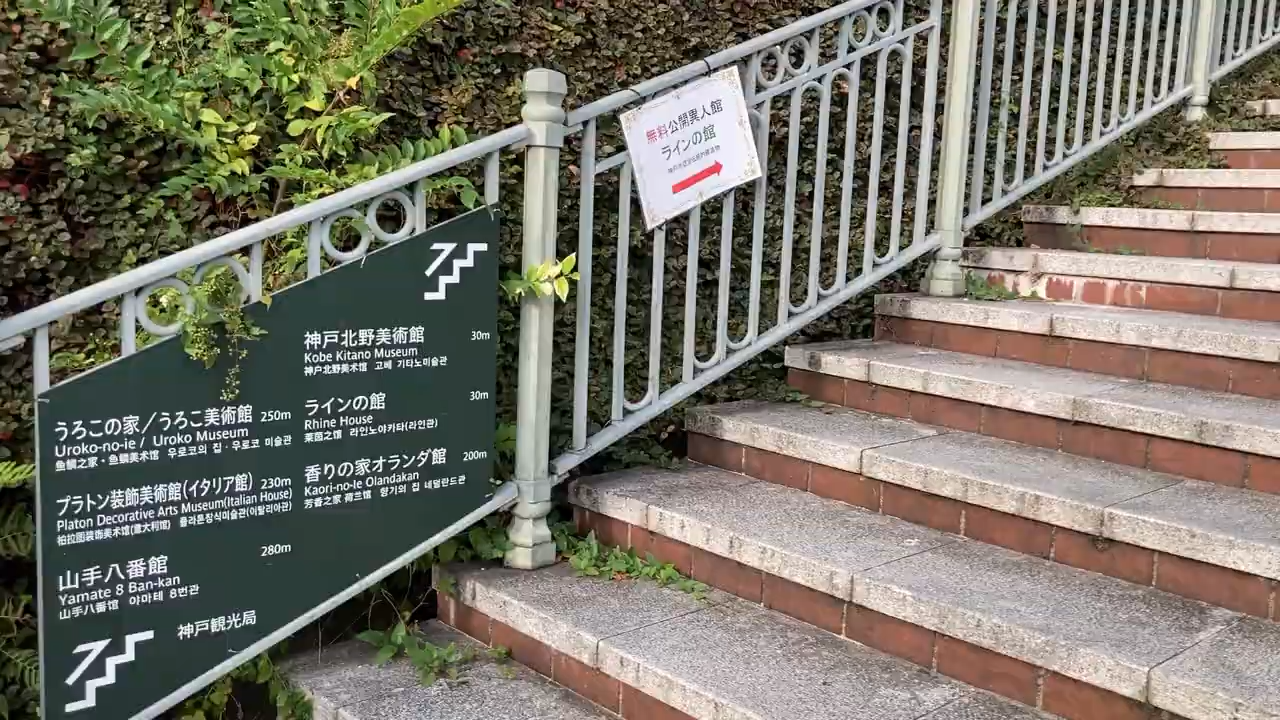 無料公開異人館
ラインの館
神戸北野美術館 30m
Kobe Kitano Museum
神户北野美术馆 고베 기타노미술관
ラインの館 30m
Rhine House
莱茵之馆 라인노야카타(라인관)
香りの家オランダ館 200m
Kaori-no-Ie Olandakan
芳香之家 荷兰馆 향기의 집 네덜란드관
うろこの家／うろこ美術館 250m
Uroko-no-ie / Uroko Museum
鱼鳞之家・鱼鳞美术馆 우로코의 집・우로코 미술관
プラトン装飾美術館(イタリア館) 230m
Platon Decorative Arts Museum(Italian House)
柏拉图装饰美术馆(意大利馆) 플라톤장식미술관(이탈리아관)
山手八番館 280m
Yamate 8 Ban-kan
山手八番馆 야마테 8번관
神戸観光局